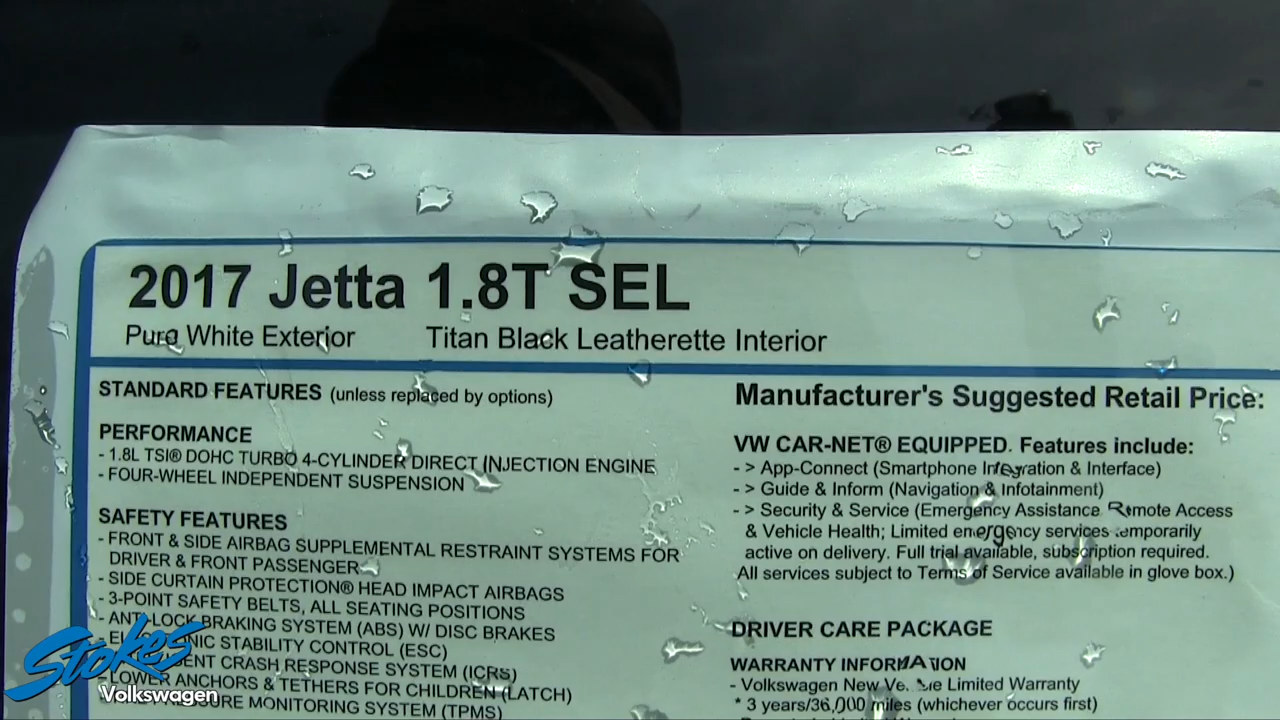 2017 Jetta 1.8T SEL
Pure White Exterior Titan Black Leatherette Interior
STANDARD FEATURES (unless replaced by options)
PERFORMANCE
- 1.8L TSI® DOHC TURBO 4-CYLINDER DIRECT INJECTION ENGINE
- FOUR-WHEEL INDEPENDENT SUSPENSION
SAFETY FEATURES
- FRONT & SIDE AIRBAG SUPPLEMENTAL RESTRAINT SYSTEMS FOR
DRIVER & FRONT PASSENGER
- SIDE CURTAIN PROTECTION® HEAD IMPACT AIRBAGS
- 3-POINT SAFETY BELTS, ALL SEATING POSITIONS
- ANTI-LOCK BRAKING SYSTEM (ABS) W/ DISC BRAKES
- ELECTRONIC STABILITY CONTROL (ESC)
CRASH RESPONSE SYSTEM (ICRS)
- LOWER ANCHORS & TETHERS FOR CHILDREN (LATCH)
MONITORING SYSTEM (TPMS)
Manufacturer's Suggested Retail Price:
VW CAR-NET® EQUIPPED. Features include:
- > App-Connect (Smartphone Integration & Interface)
- > Guide & Inform (Navigation & Infotainment)
- > Security & Service (Emergency Assistance Remote Access
& Vehicle Health; Limited emergency services temporarily
active on delivery. Full trial available, subscription required.
All services subject to Terms of Service available in glove box.)
DRIVER CARE PACKAGE
WARRANTY INFORMATION
- Volkswagen New Vehicle Limited Warranty
* 3 years/36,000 miles (whichever occurs first)
Stokes
Volkswagen